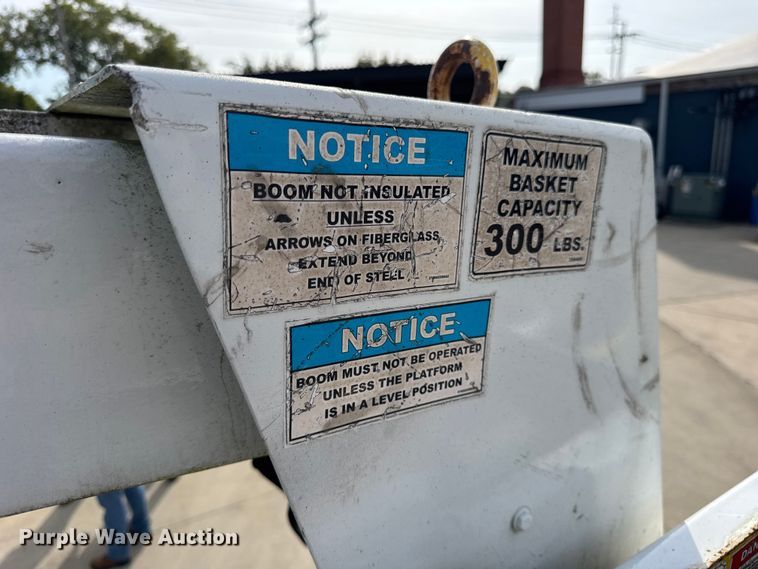 NOTICE
BOOM NOT INSULATED
UNLESS
ARROWS ON FIBERGLASS
EXTEND BEYOND
END OF STEEL
MAXIMUM
BASKET
CAPACITY
300 LBS.
NOTICE
BOOM MUST NOT BE OPERATED
UNLESS THE PLATFORM
IS IN A LEVEL POSITION
Purple Wave Auction